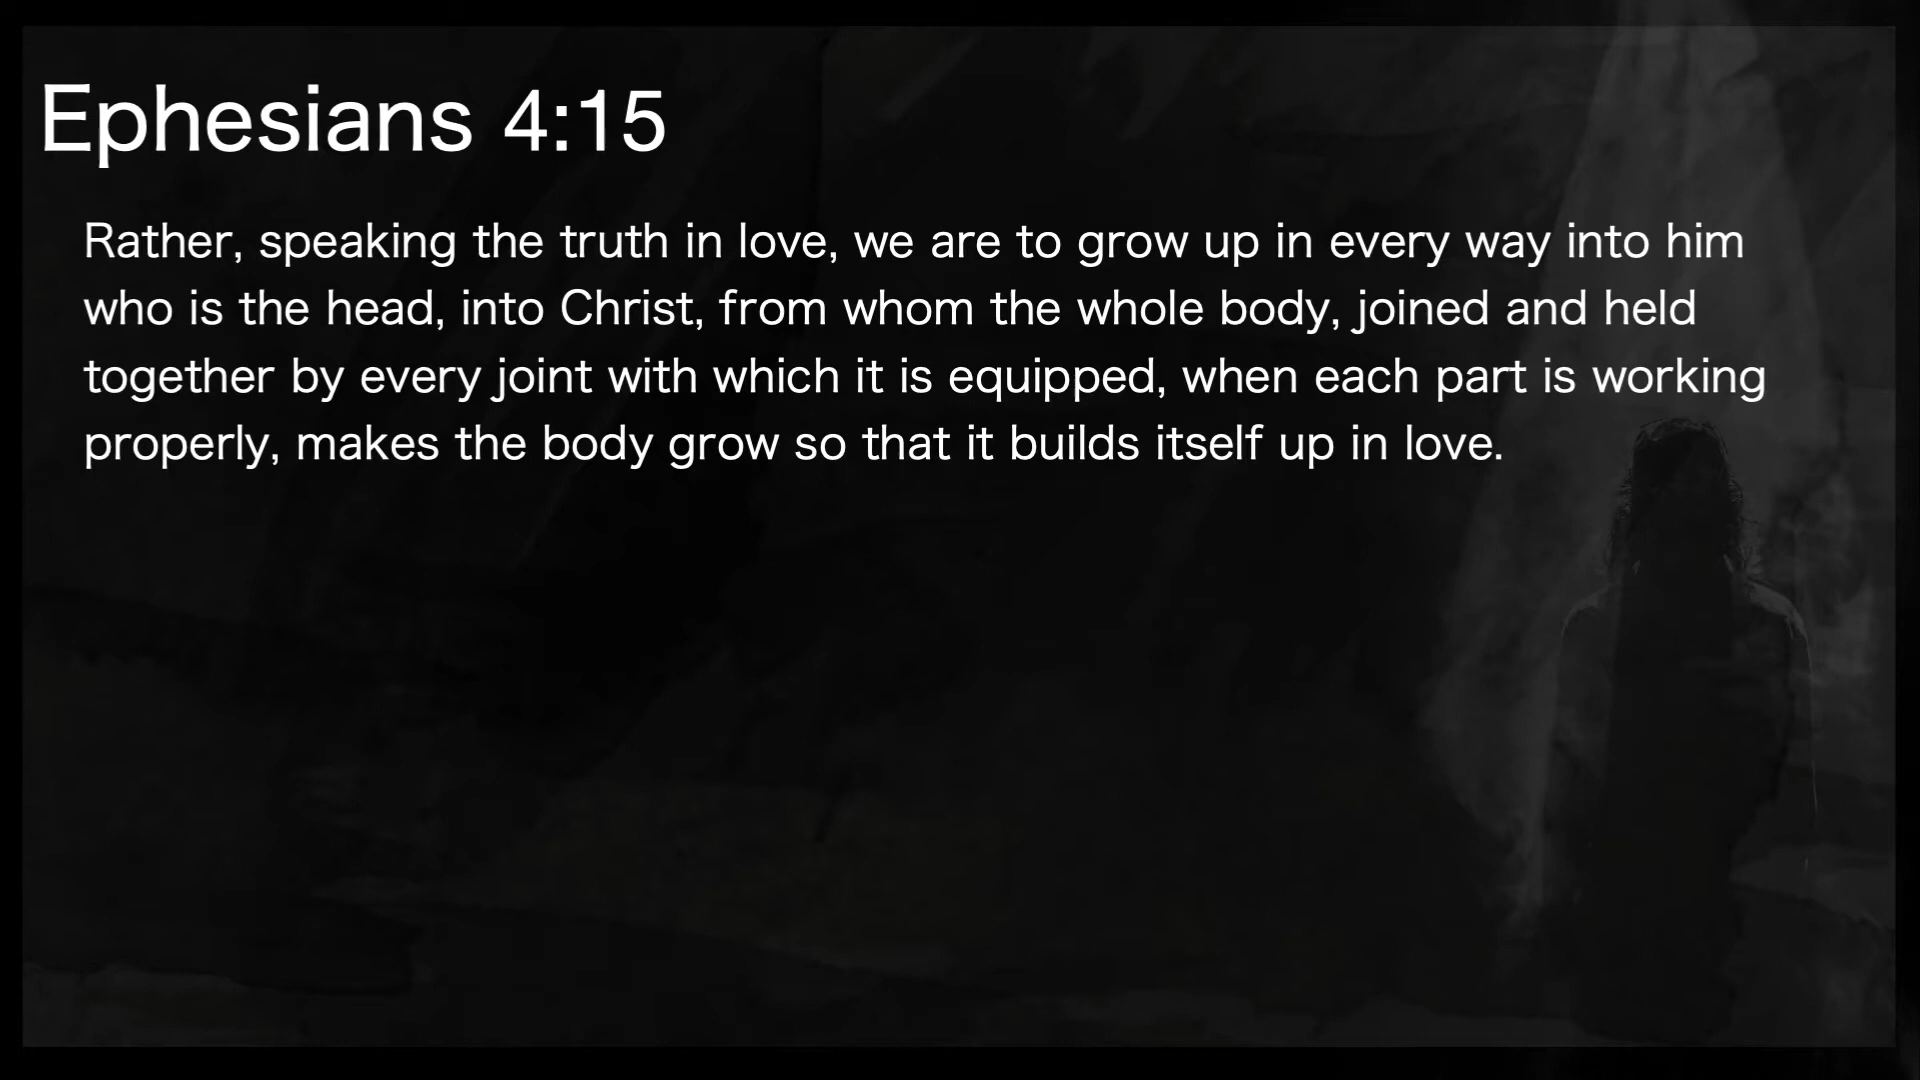 Ephesians 4:15
Rather, speaking the truth in love, we are to grow up in every way into him
who is the head, into Christ, from whom the whole body, joined and held
together by every joint with which it is equipped, when each part is working
properly, makes the body grow so that it builds itself up in love.